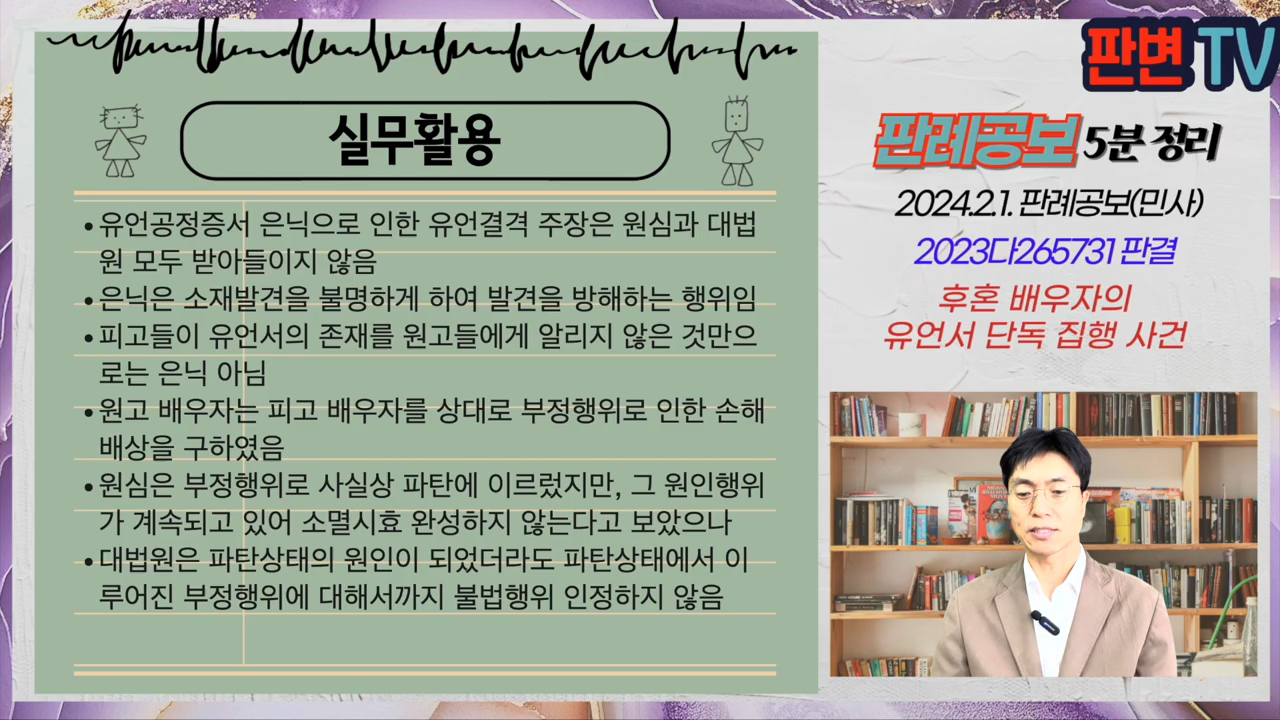 판변 TV
실무활용
• 유언공정증서 은닉으로 인한 유언결격 주장은 원심과 대법
원 모두 받아들이지 않음
• 은닉은 소재발견을 불명하게 하여 발견을 방해하는 행위임
• 피고들이 유언서의 존재를 원고들에게 알리지 않은 것만으
로는 은닉 아님
• 원고 배우자는 피고 배우자를 상대로 부정행위로 인한 손해
배상을 구하였음
• 원심은 부정행위로 사실상 파탄에 이르렀지만, 그 원인행위
가 계속되고 있어 소멸시효 완성하지 않는다고 보았으나
• 대법원은 파탄상태의 원인이 되었더라도 파탄상태에서 이
루어진 부정행위에 대해서까지 불법행위 인정하지 않음
판례공보 5분 정리
2024.2.1. 판례공보(민사)
2023다265731 판결
후혼 배우자의
유언서 단독 집행 사건